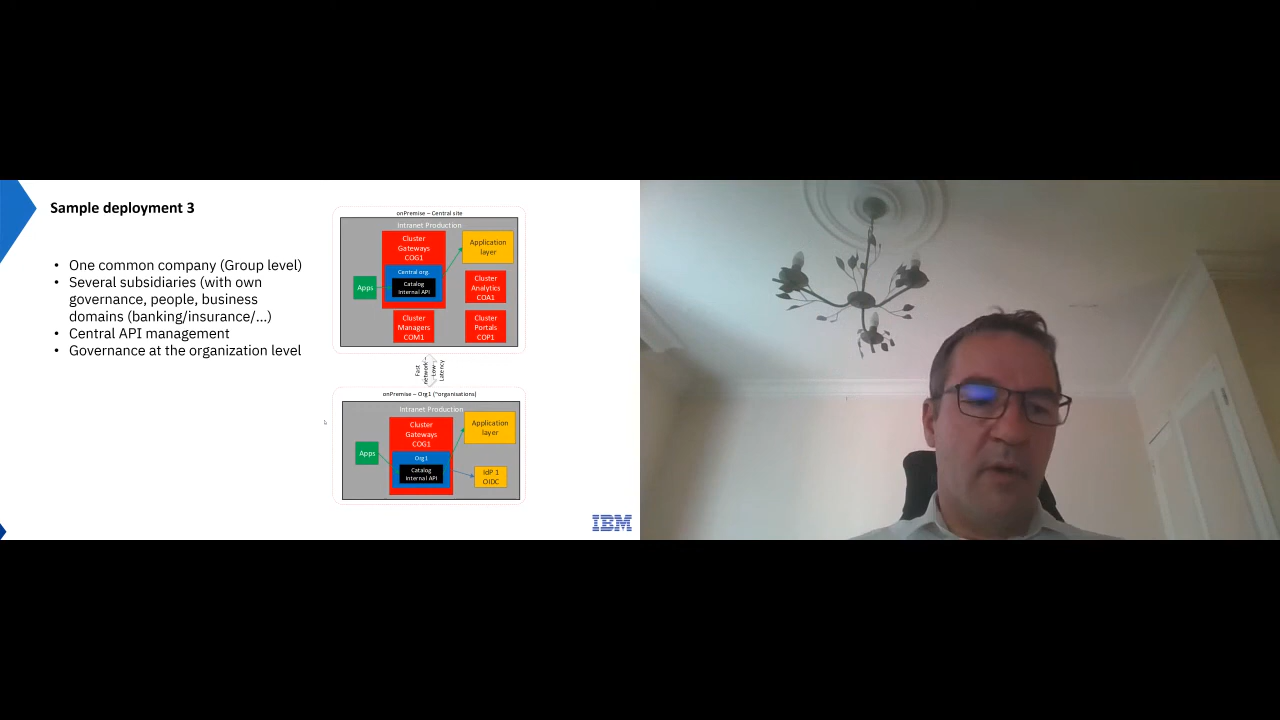 Sample deployment 3
• One common company (Group level)
• Several subsidiaries (with own
governance, people, business
domains (banking/insurance/...)
• Central API management
• Governance at the organization level
onPremise – Central site
Intranet Production
Cluster
Gateways
COG1
Application
layer
Central org.
Catalog
Internal API
Apps
Cluster
Analytics
COA1
Cluster
Managers
COM1
Cluster
Portals
COP1
Fast
network
Low
Latency
onPremise – Org1 (*organisations)
Intranet Production
Cluster
Gateways
COG1
Application
layer
Apps
Org1
Catalog
Internal API
IdP 1
OIDC
IBM